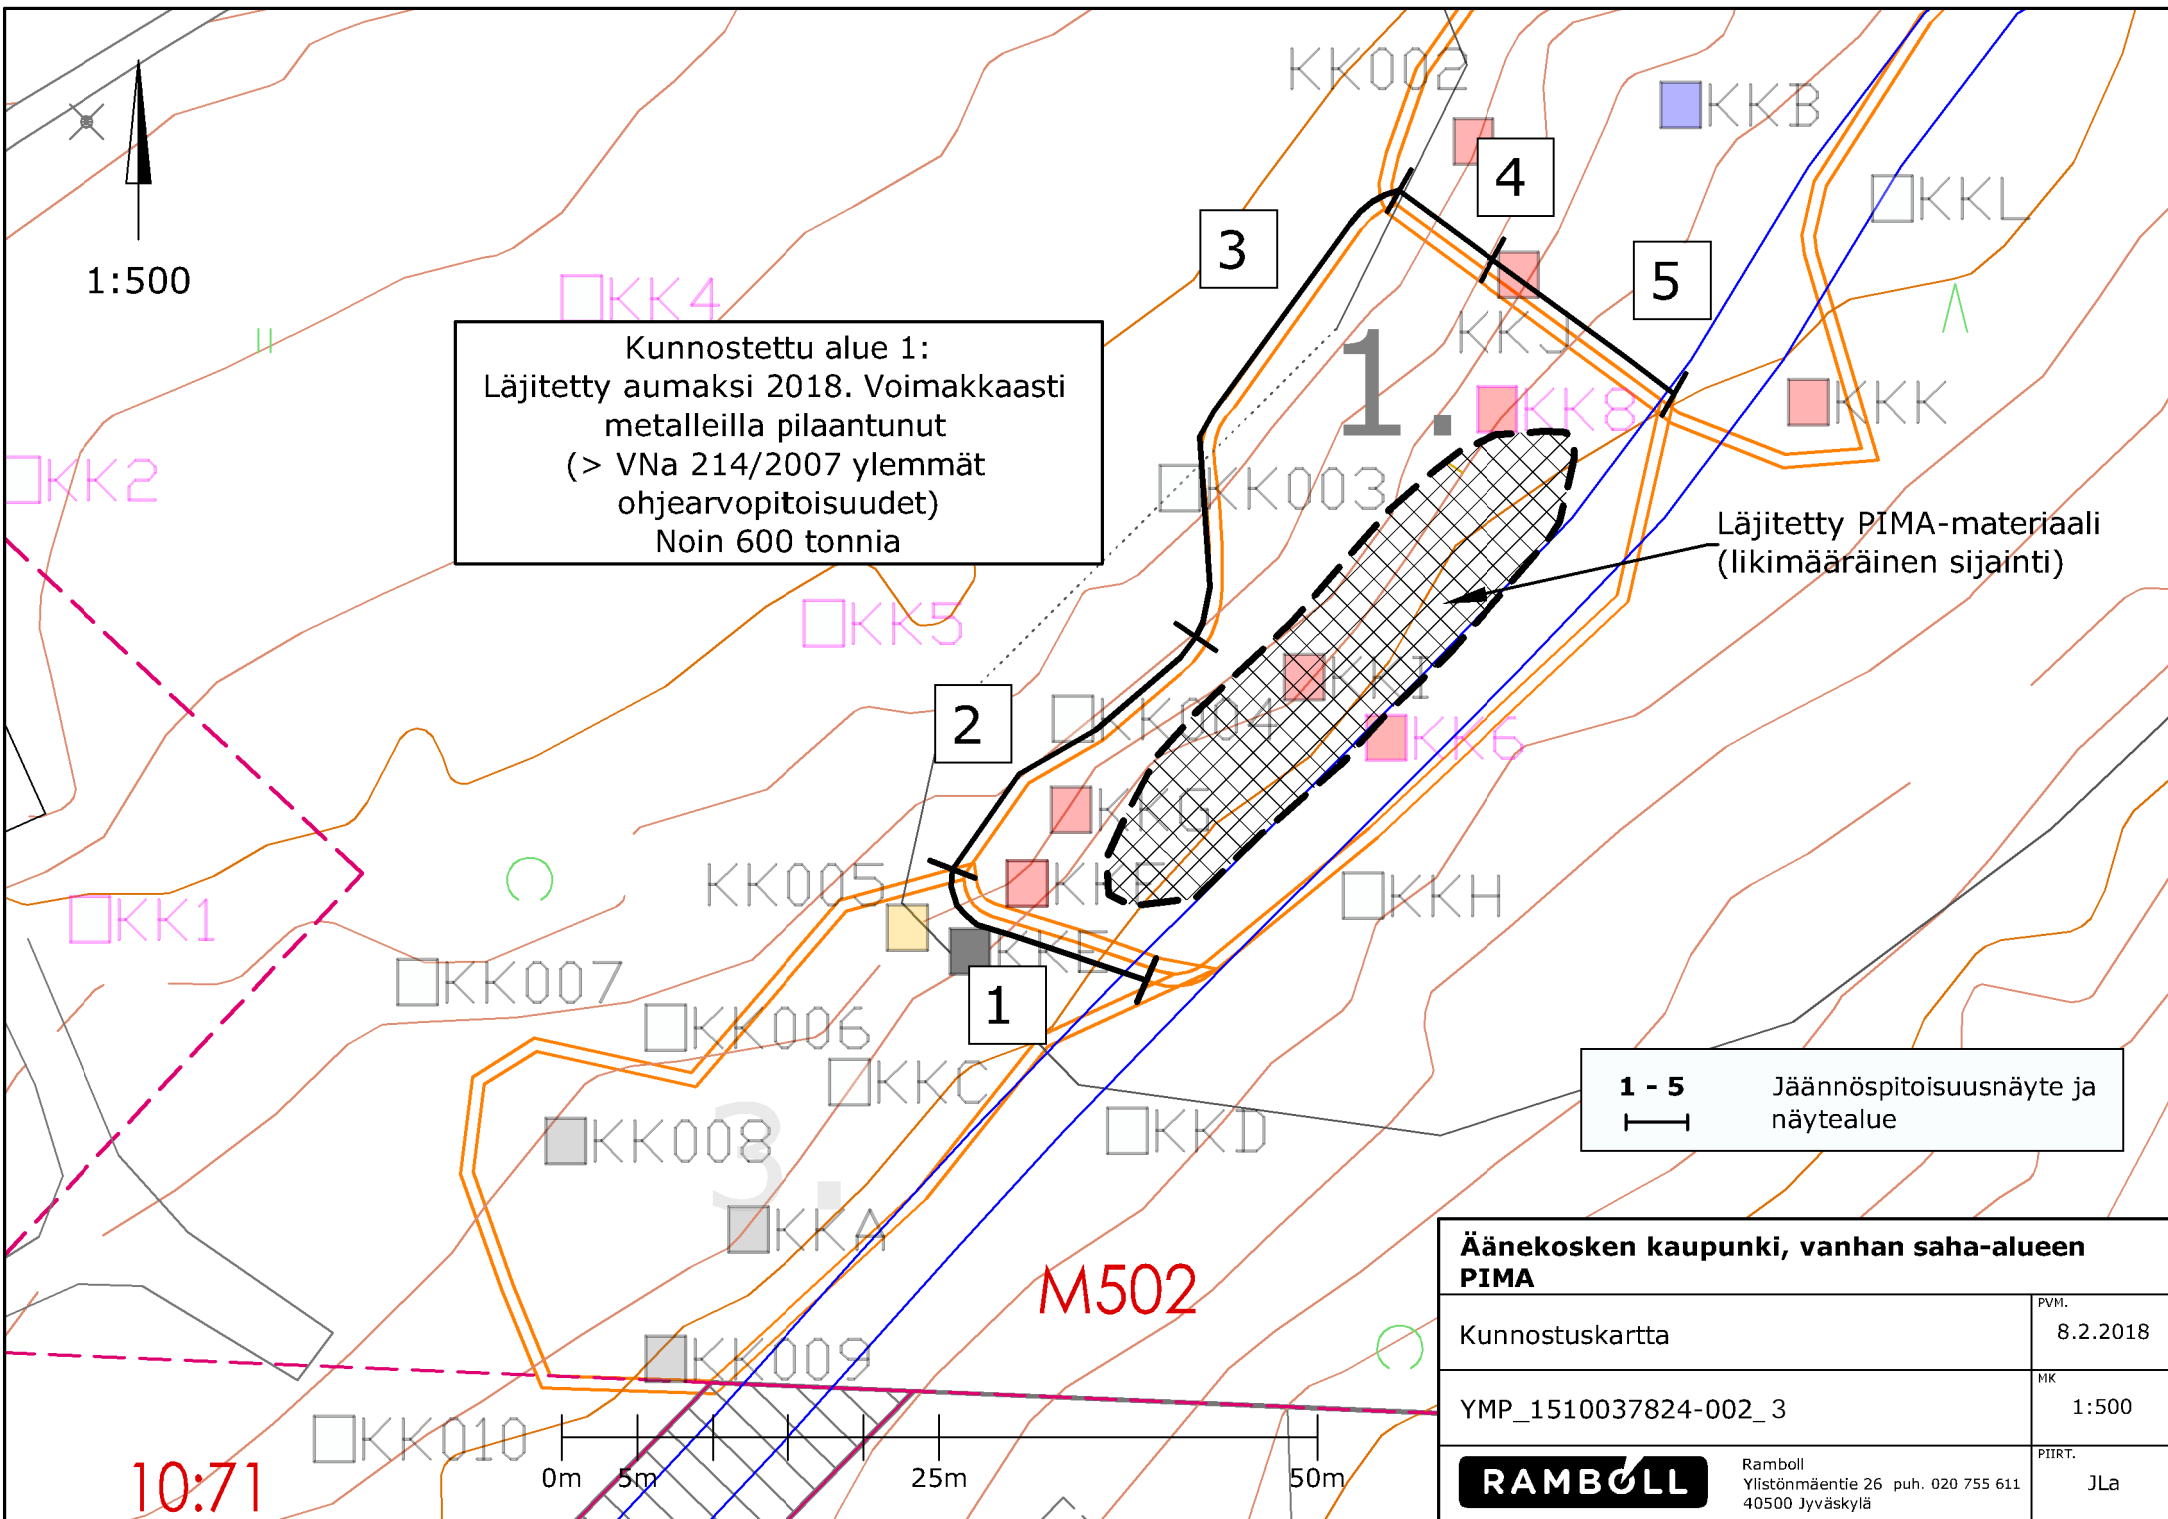 KK002
KKB
4
KKL
3
1:500
5
KK4
KKJ
Kunnostettu alue 1:
Läjitetty aumaksi 2018. Voimakkaasti
metalleilla pilaantunut
(> VNa 214/2007 ylemmät
ohjearvopitoisuudet)
Noin 600 tonnia
1.
KK8
KKK
KK2
KK003
Läjitetty PIMA-materiaali
(likimääräinen sijainti)
KK5
KKI
2
KK004
KK6
KKG
KK005
KKF
KKH
KK1
KKE
KK007
1
KK006
KKC
1 - 5 Jäännöspitoisuusnäyte ja
näytealue
KK008
KKD
3.
KKA
M502
Äänekosken kaupunki, vanhan saha-alueen
PIMA
Kunnostuskartta
PVM.
8.2.2018
KK009
YMP_1510037824-002_3
MK
1:500
KK010
10:71
0m 5m 25m 50m
RAMBOLL
Ramboll
Ylistönmäentie 26 puh. 020 755 611
40500 Jyväskylä
PIIRT.
JLa